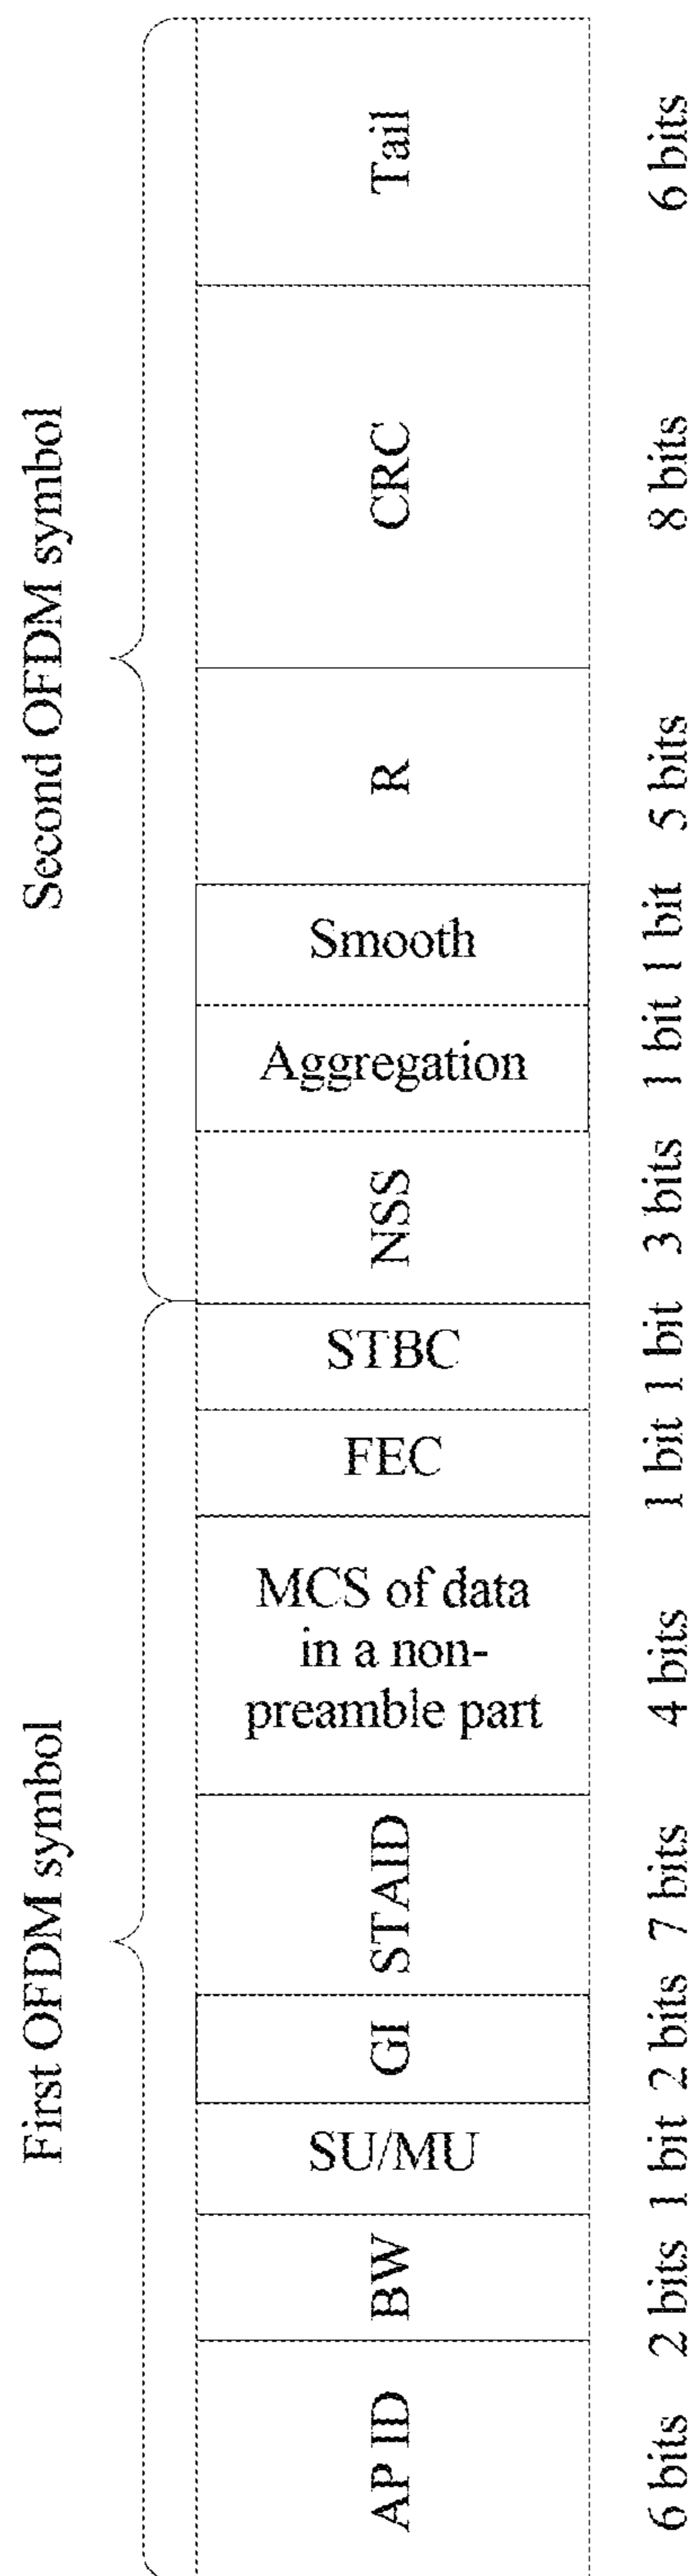 First OFDM symbol
Second OFDM symbol
AP ID
BW
SU/MU
GI
STAID
MCS of data
in a non-
preamble part
FEC
STBC
NSS
Aggregation
Smooth
R
CRC
Tail
6 bits
2 bits
1 bit
2 bits
7 bits
4 bits
1 bit
1 bit
3 bits
1 bit
1 bit
5 bits
8 bits
6 bits